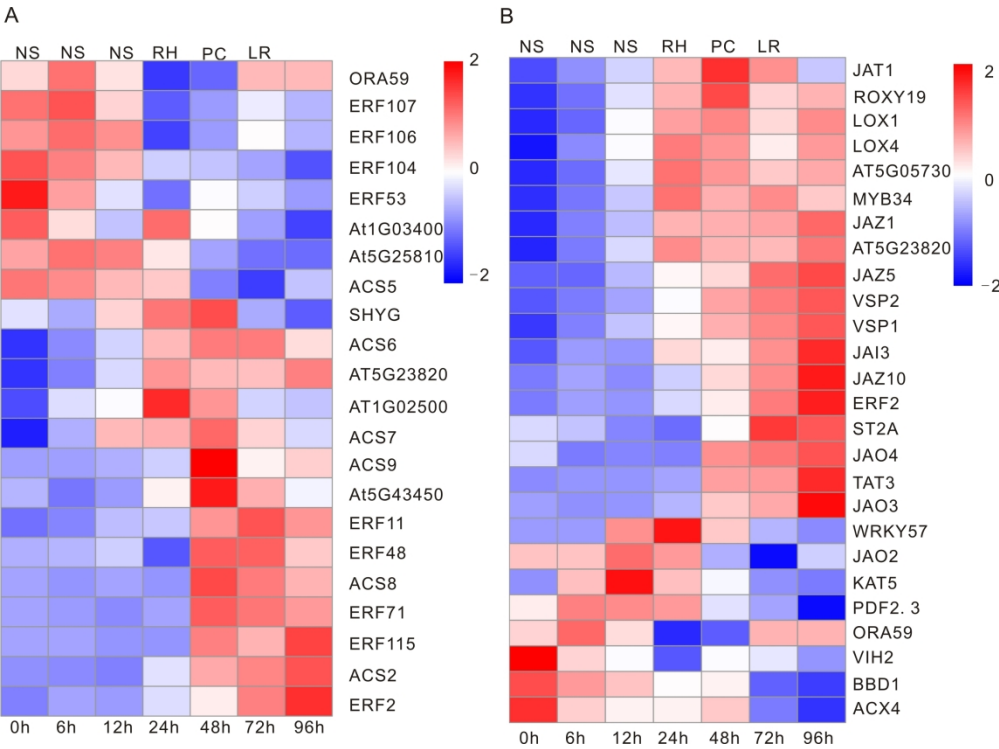 A
NS NS NS RH PC LR
ORA59
ERF107
ERF106
ERF104
ERF53
At1G03400
At5G25810
ACS5
SHYG
ACS6
AT5G23820
AT1G02500
ACS7
ACS9
At5G43450
ERF11
ERF48
ACS8
ERF71
ERF115
ACS2
ERF2
0h 6h 12h 24h 48h 72h 96h
2
0
−2
B
NS NS NS RH PC LR
JAT1
ROXY19
LOX1
LOX4
AT5G05730
MYB34
JAZ1
AT5G23820
JAZ5
VSP2
VSP1
JAI3
JAZ10
ERF2
ST2A
JAO4
TAT3
JAO3
WRKY57
JAO2
KAT5
PDF2. 3
ORA59
VIH2
BBD1
ACX4
0h 6h 12h 24h 48h 72h 96h
2
0
−2